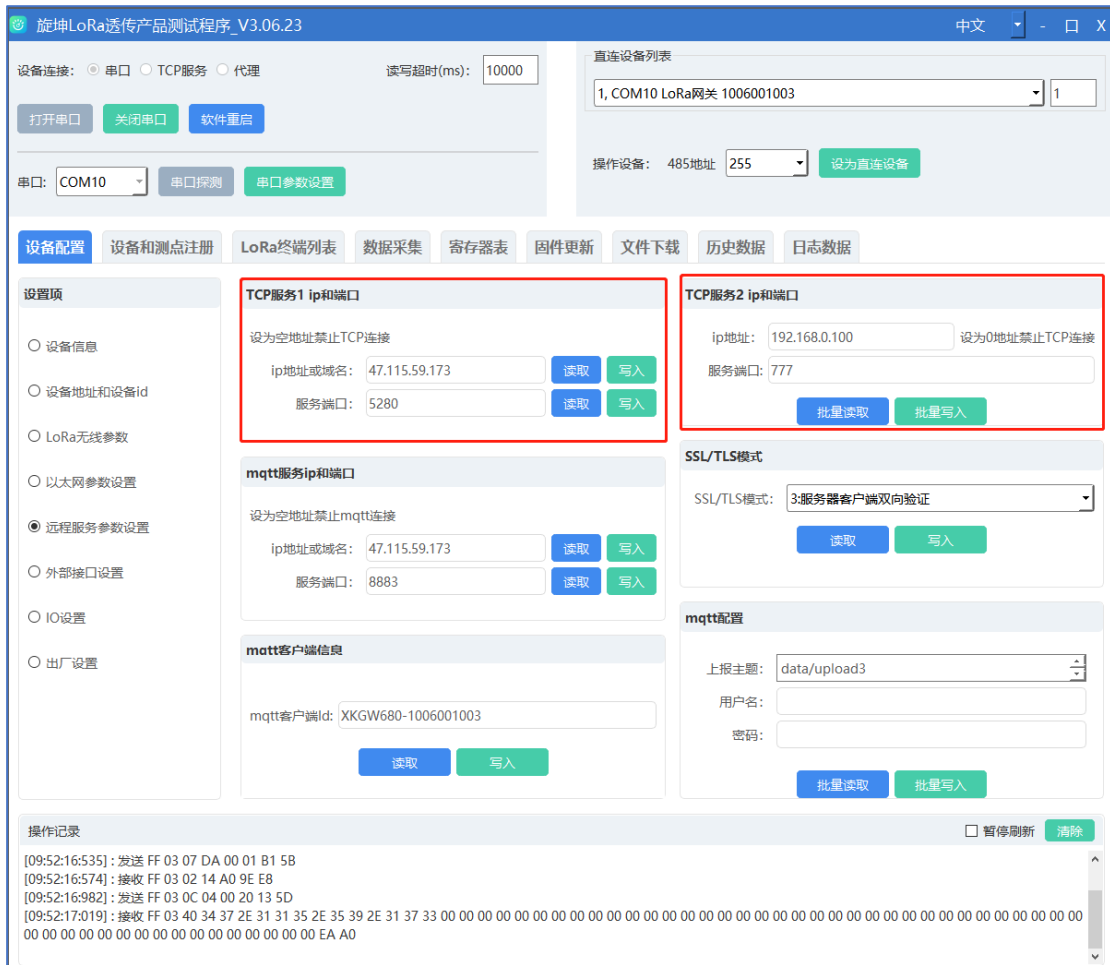 旋坤LoRa透传产品测试程序_V3.06.23 中文 - 口 X
设备连接: 串口 TCP服务 代理 读写超时(ms): 10000
打开串口 关闭串口 软件重启
串口: COM10 串口探测 串口参数设置
直连设备列表
1, COM10 LoRa网关 1006001003 1
操作设备: 485地址 255 设为直连设备
设备配置 设备和测点注册 LoRa终端列表 数据采集 寄存器表 固件更新 文件下载 历史数据 日志数据
设置项
设备信息
设备地址和设备id
LoRa无线参数
以太网参数设置
远程服务参数设置
外部接口设置
IO设置
出厂设置
TCP服务1 ip和端口
设为空地址禁止TCP连接
ip地址或域名: 47.115.59.173 读取 写入
服务端口: 5280 读取 写入
TCP服务2 ip和端口
ip地址: 192.168.0.100 设为0地址禁止TCP连接
服务端口: 777
批量读取 批量写入
mqtt服务ip和端口
设为空地址禁止mqtt连接
ip地址或域名: 47.115.59.173 读取 写入
服务端口: 8883 读取 写入
SSL/TLS模式
SSL/TLS模式: 3:服务器客户端双向验证
读取 写入
mqtt客户端信息
mqtt客户端Id: XKGW680-1006001003
读取 写入
mqtt配置
上报主题: data/upload3
用户名:
密码:
批量读取 批量写入
操作记录 暂停刷新 清除
[09:52:16:535] : 发送 FF 03 07 DA 00 01 B1 5B
[09:52:16:574] : 接收 FF 03 02 14 A0 9E E8
[09:52:16:982] : 发送 FF 03 0C 04 00 20 13 5D
[09:52:17:019] : 接收 FF 03 40 34 37 2E 31 31 35 2E 35 39 2E 31 37 33 00 00 00 00 00 00 00 00 00 00 00 00 00 00 00 00 00 00 00 00 00 00 00 00 00 00 00 00 00 00 00 00 00 00 00
00 00 00 00 00 00 00 00 00 00 00 00 00 00 00 00 EA A0